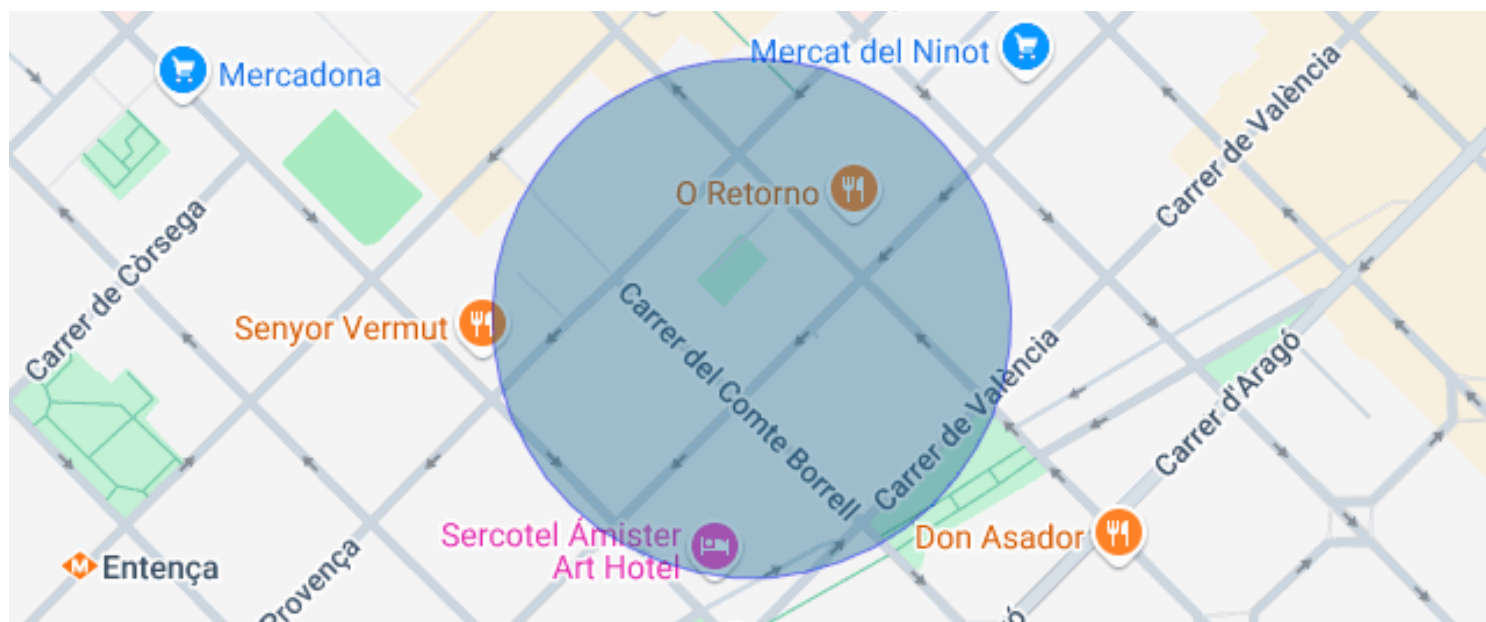 Mercat del Ninot
Mercadona
Carrer de València
O Retorno
Carrer de Còrsega
Senyor Vermut
Carrer del Comte Borrell
Carrer de València
Carrer d'Aragó
Sercotel Ámister
Art Hotel
Don Asador
Entença
Provença
ó